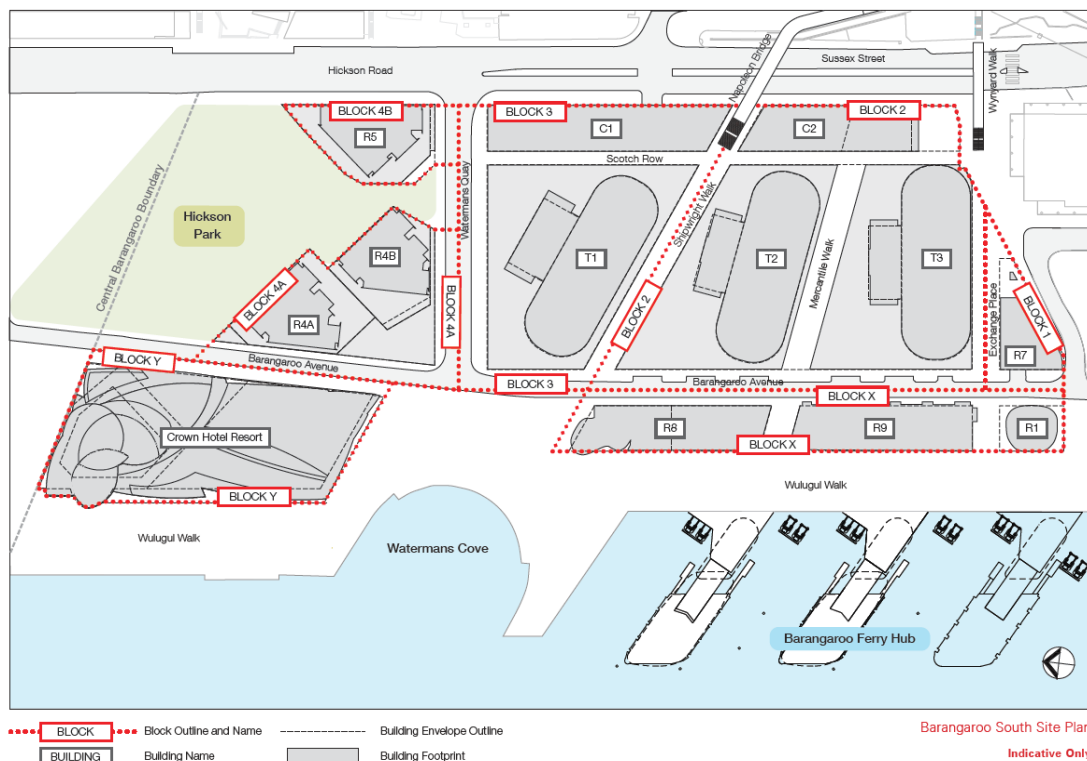 Hickson Road
Napoleon Bridge
Sussex Street
Wynyard Walk
BLOCK 4B
R5
BLOCK 3
C1
C2
BLOCK 2
Scotch Row
Central Barangaroo Boundary
Hickson
Park
Watermans Quay
Shipwright Walk
R4B
T1
T2
Mercantile Walk
T3
BLOCK 4A
R4A
BLOCK 4A
BLOCK 2
Exchange Place
BLOCK 1
R7
BLOCK Y
Barangaroo Avenue
BLOCK 3
Barangaroo Avenue
BLOCK X
Crown Hotel Resort
R8
R9
R1
BLOCK X
BLOCK Y
Wulugul Walk
Wulugul Walk
Watermans Cove
Barangaroo Ferry Hub
BLOCK
Block Outline and Name
Building Envelope Outline
Barangaroo South Site Plan
BUILDING
Building Name
Building Footprint
Indicative Only